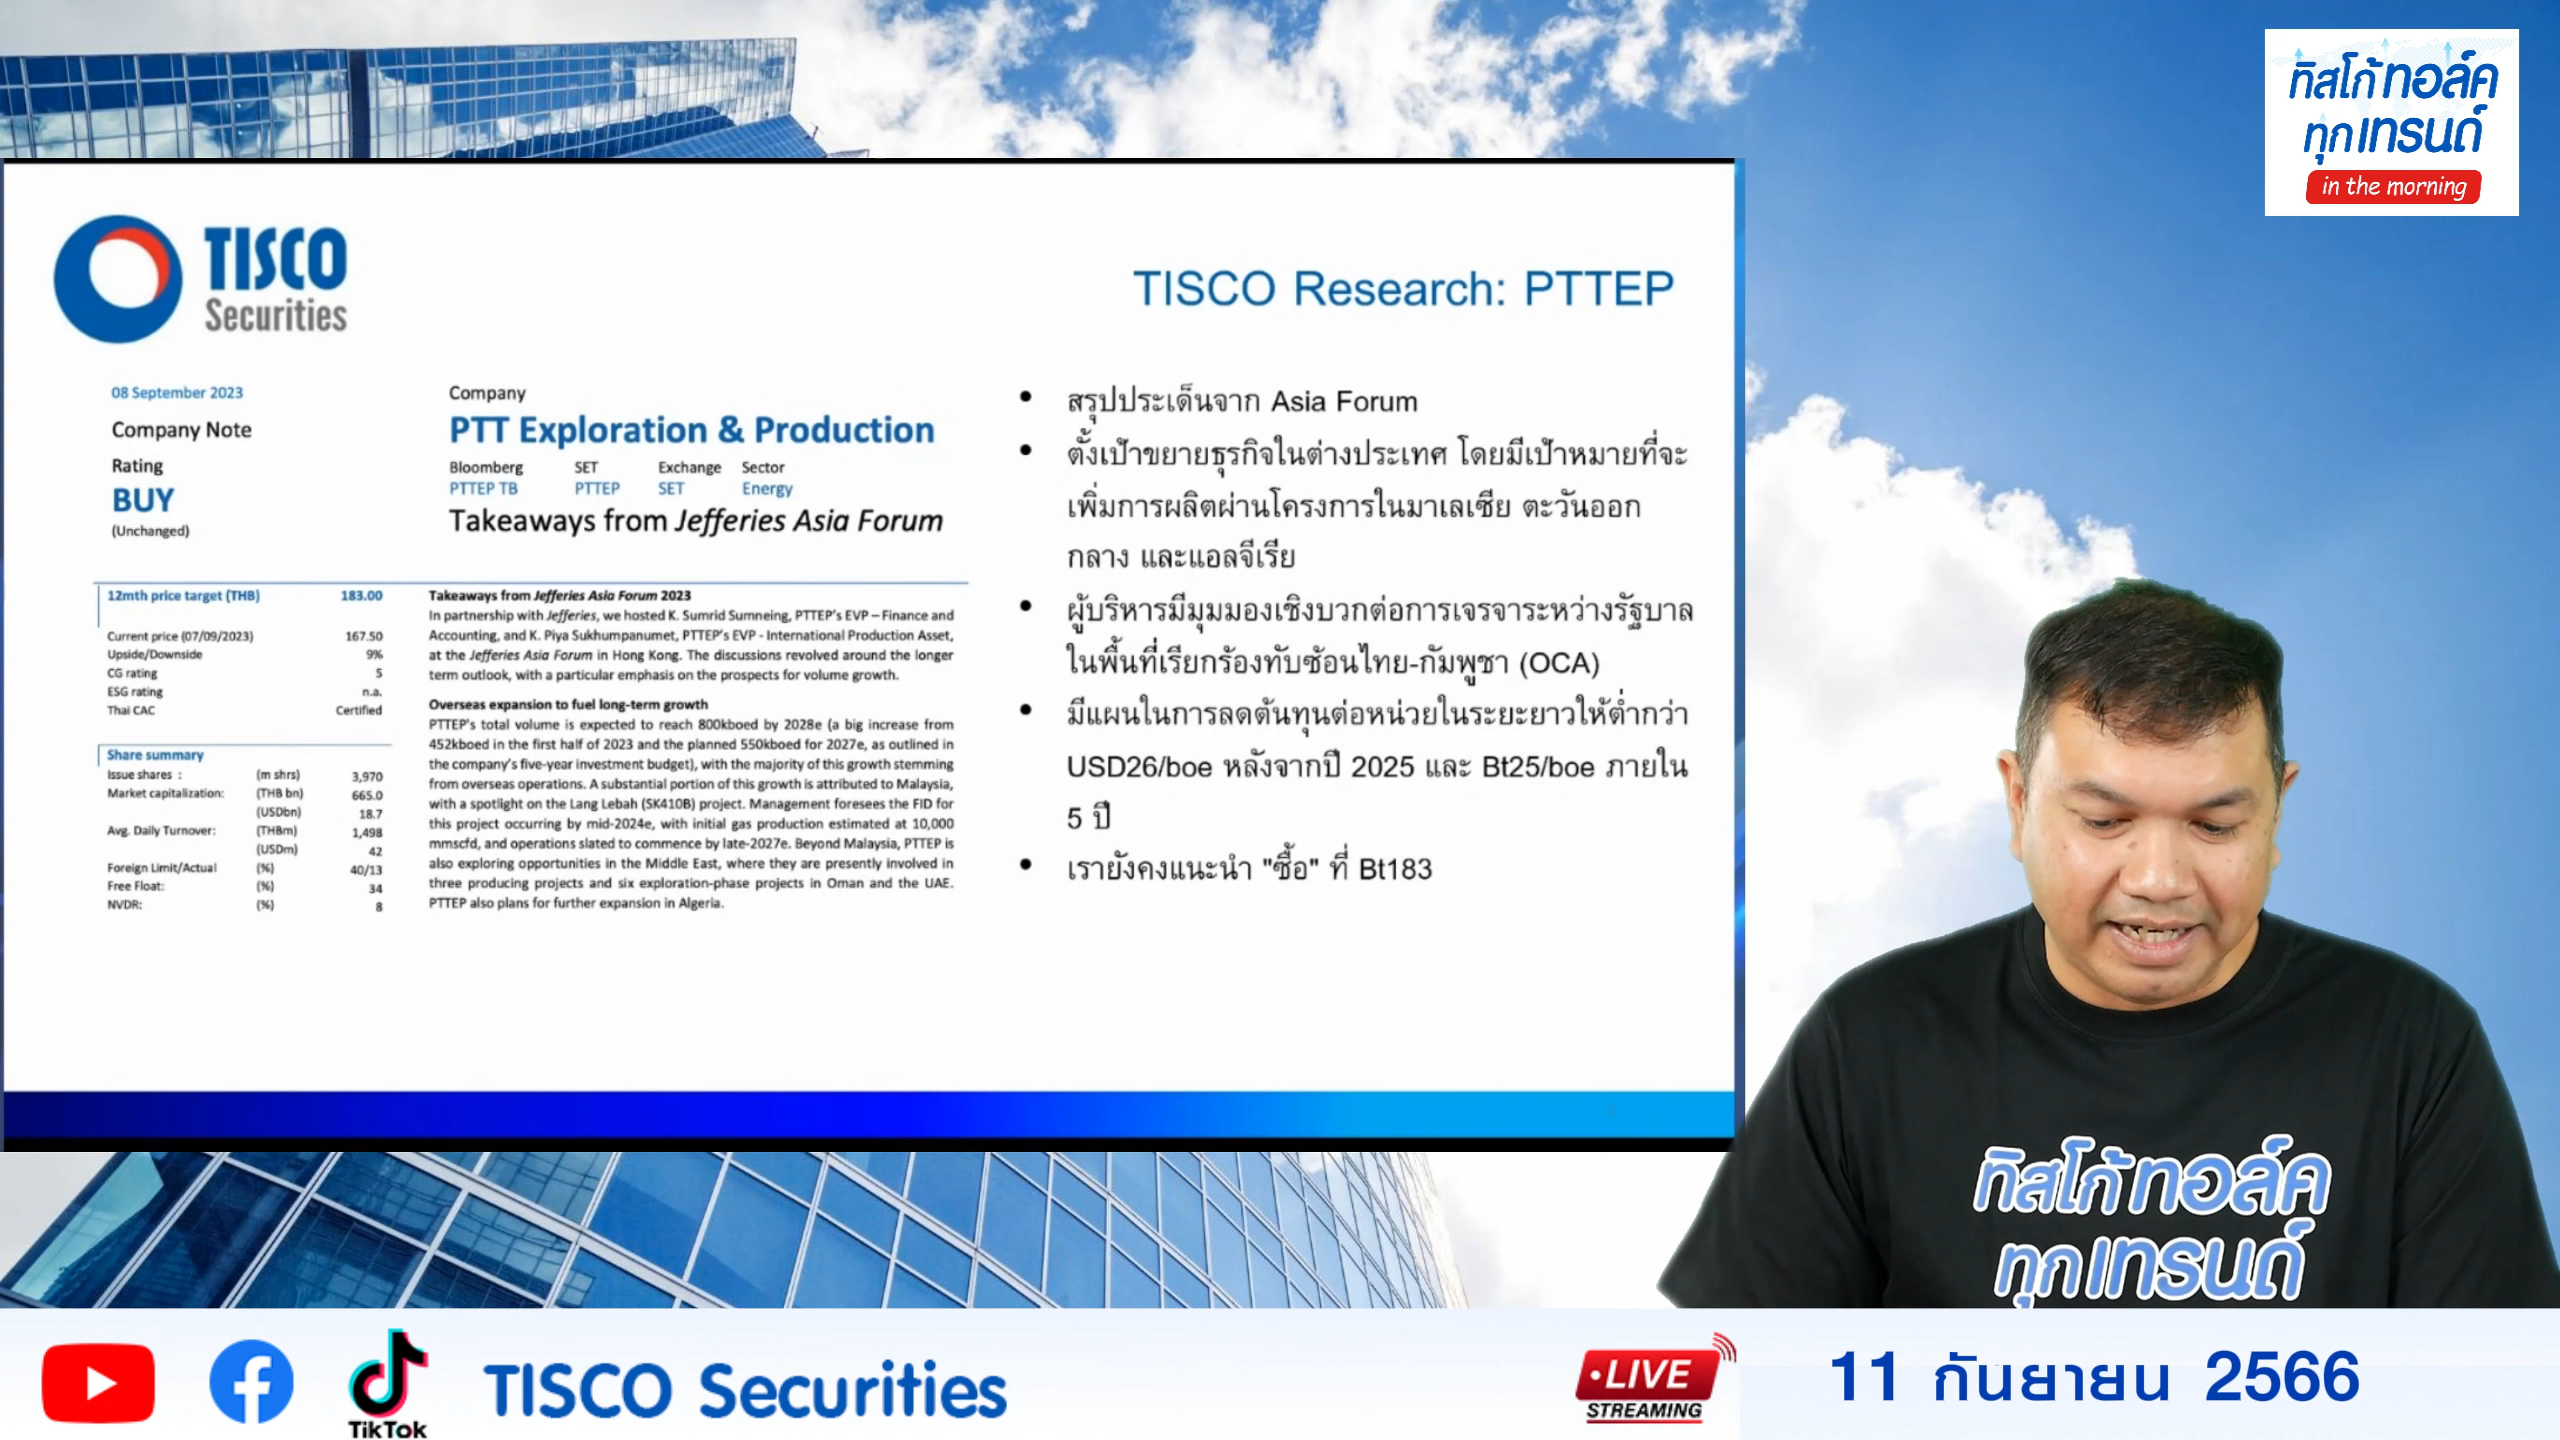 ทิสโก้ทอล์ค
ทุกเทรนด์
in the morning
TISCO
Securities
TISCO Research: PTTEP
08 September 2023
Company Note
Rating
BUY
(Unchanged)
Company
PTT Exploration & Production
Bloomberg SET Exchange Sector
PTTEP TB PTTEP SET Energy
Takeaways from Jefferies Asia Forum
12mth price target (THB) 183.00
Current price (07/09/2023) 167.50
Upside/Downside 9%
CG rating 5
ESG rating n.a.
Thai CAC Certified
Share summary
Issue shares : (m shrs) 3,970
Market capitalization: (THB bn) 665.0
(USDbn) 18.7
Avg. Daily Turnover: (THBm) 1,498
(USDm) 42
Foreign Limit/Actual (%) 40/13
Free Float: (%) 34
NVDR: (%) 8
Takeaways from Jefferies Asia Forum 2023
In partnership with Jefferies, we hosted K. Sumrid Sumneing, PTTEP's EVP – Finance and
Accounting, and K. Piya Sukhumpanumet, PTTEP's EVP - International Production Asset,
at the Jefferies Asia Forum in Hong Kong. The discussions revolved around the longer
term outlook, with a particular emphasis on the prospects for volume growth.
Overseas expansion to fuel long-term growth
PTTEP's total volume is expected to reach 800kboed by 2028e (a big increase from
452kboed in the first half of 2023 and the planned 550kboed for 2027e, as outlined in
the company's five-year investment budget), with the majority of this growth stemming
from overseas operations. A substantial portion of this growth is attributed to Malaysia,
with a spotlight on the Lang Lebah (SK410B) project. Management foresees the FID for
this project occurring by mid-2024e, with initial gas production estimated at 10,000
mmscfd, and operations slated to commence by late-2027e. Beyond Malaysia, PTTEP is
also exploring opportunities in the Middle East, where they are presently involved in
three producing projects and six exploration-phase projects in Oman and the UAE.
PTTEP also plans for further expansion in Algeria.
• สรุปประเด็นจาก Asia Forum
• ตั้งเป้าขยายธุรกิจในต่างประเทศ โดยมีเป้าหมายที่จะ
เพิ่มการผลิตผ่านโครงการในมาเลเซีย ตะวันออก
กลาง และแอลจีเรีย
• ผู้บริหารมีมุมมองเชิงบวกต่อการเจรจาระหว่างรัฐบาล
ในพื้นที่เรียกร้องทับซ้อนไทย-กัมพูชา (OCA)
• มีแผนในการลดต้นทุนต่อหน่วยในระยะยาวให้ต่ำกว่า
USD26/boe หลังจากปี 2025 และ Bt25/boe ภายใน
5 ปี
• เรายังคงแนะนำ "ซื้อ" ที่ Bt183
ทิสโก้ทอล์ค
ทุกเทรนด์
TikTok
TISCO Securities
LIVE
STREAMING
11 กันยายน 2566